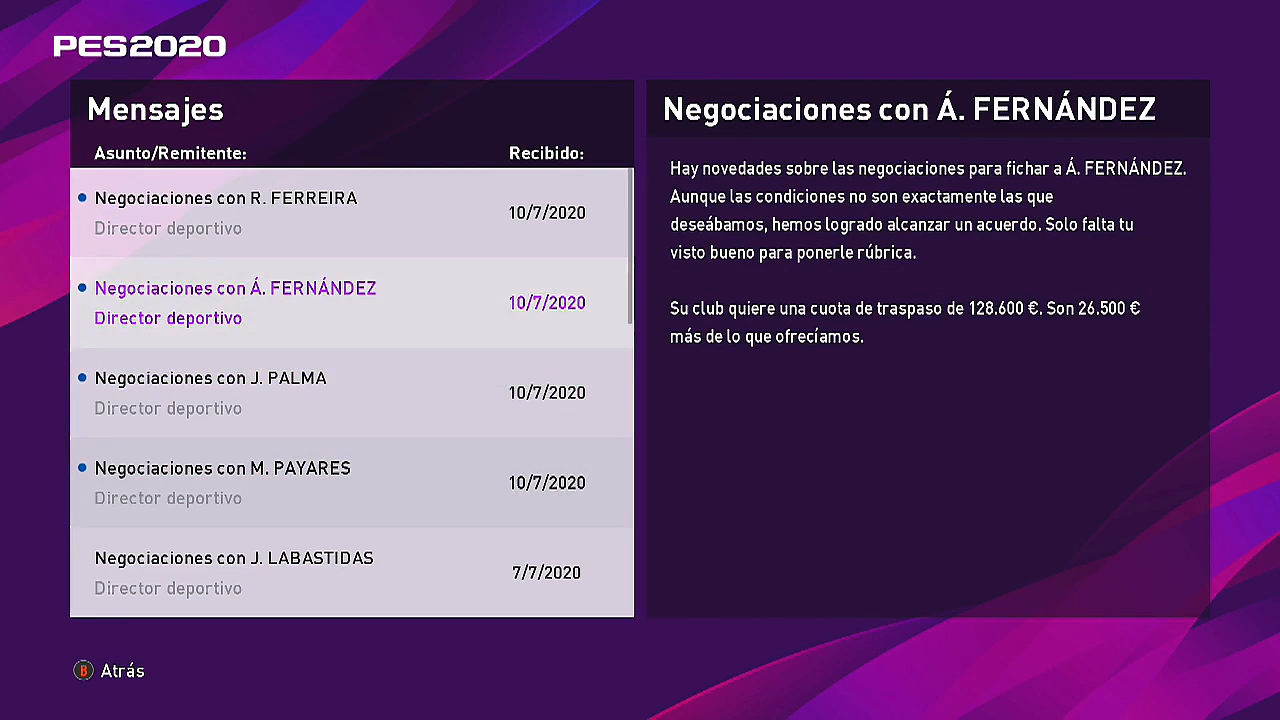 PES2020
Mensajes
Asunto/Remitente: Recibido:
Negociaciones con R. FERREIRA
Director deportivo
10/7/2020
Negociaciones con Á. FERNÁNDEZ
Director deportivo
10/7/2020
Negociaciones con J. PALMA
Director deportivo
10/7/2020
Negociaciones con M. PAYARES
Director deportivo
10/7/2020
Negociaciones con J. LABASTIDAS
Director deportivo
7/7/2020
Negociaciones con Á. FERNÁNDEZ
Hay novedades sobre las negociaciones para fichar a Á. FERNÁNDEZ.
Aunque las condiciones no son exactamente las que
deseábamos, hemos logrado alcanzar un acuerdo. Solo falta tu
visto bueno para ponerle rúbrica.
Su club quiere una cuota de traspaso de 128.600 €. Son 26.500 €
más de lo que ofrecíamos.
B Atrás